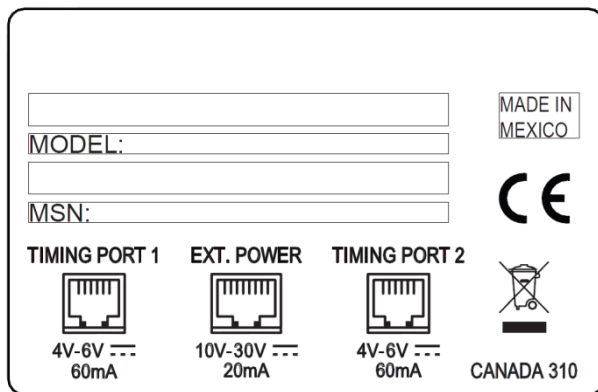 MADE IN
MEXICO
MODEL:
MSN:
CE
TIMING PORT 1 EXT. POWER TIMING PORT 2
4V-6V ⎓ 10V-30V ⎓ 4V-6V ⎓
60mA 20mA 60mA
CANADA 310